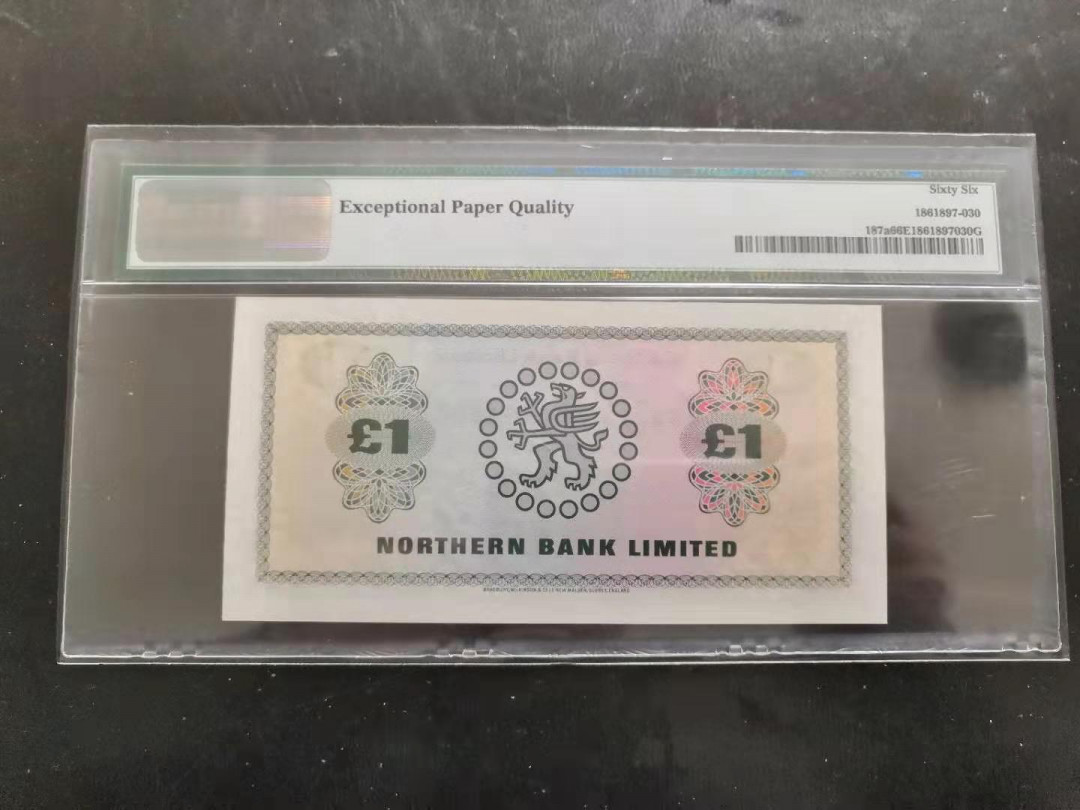 Exceptional Paper Quality
Sixty Six
1861897-030
187a66E1861897030G
£1
£1
NORTHERN BANK LIMITED